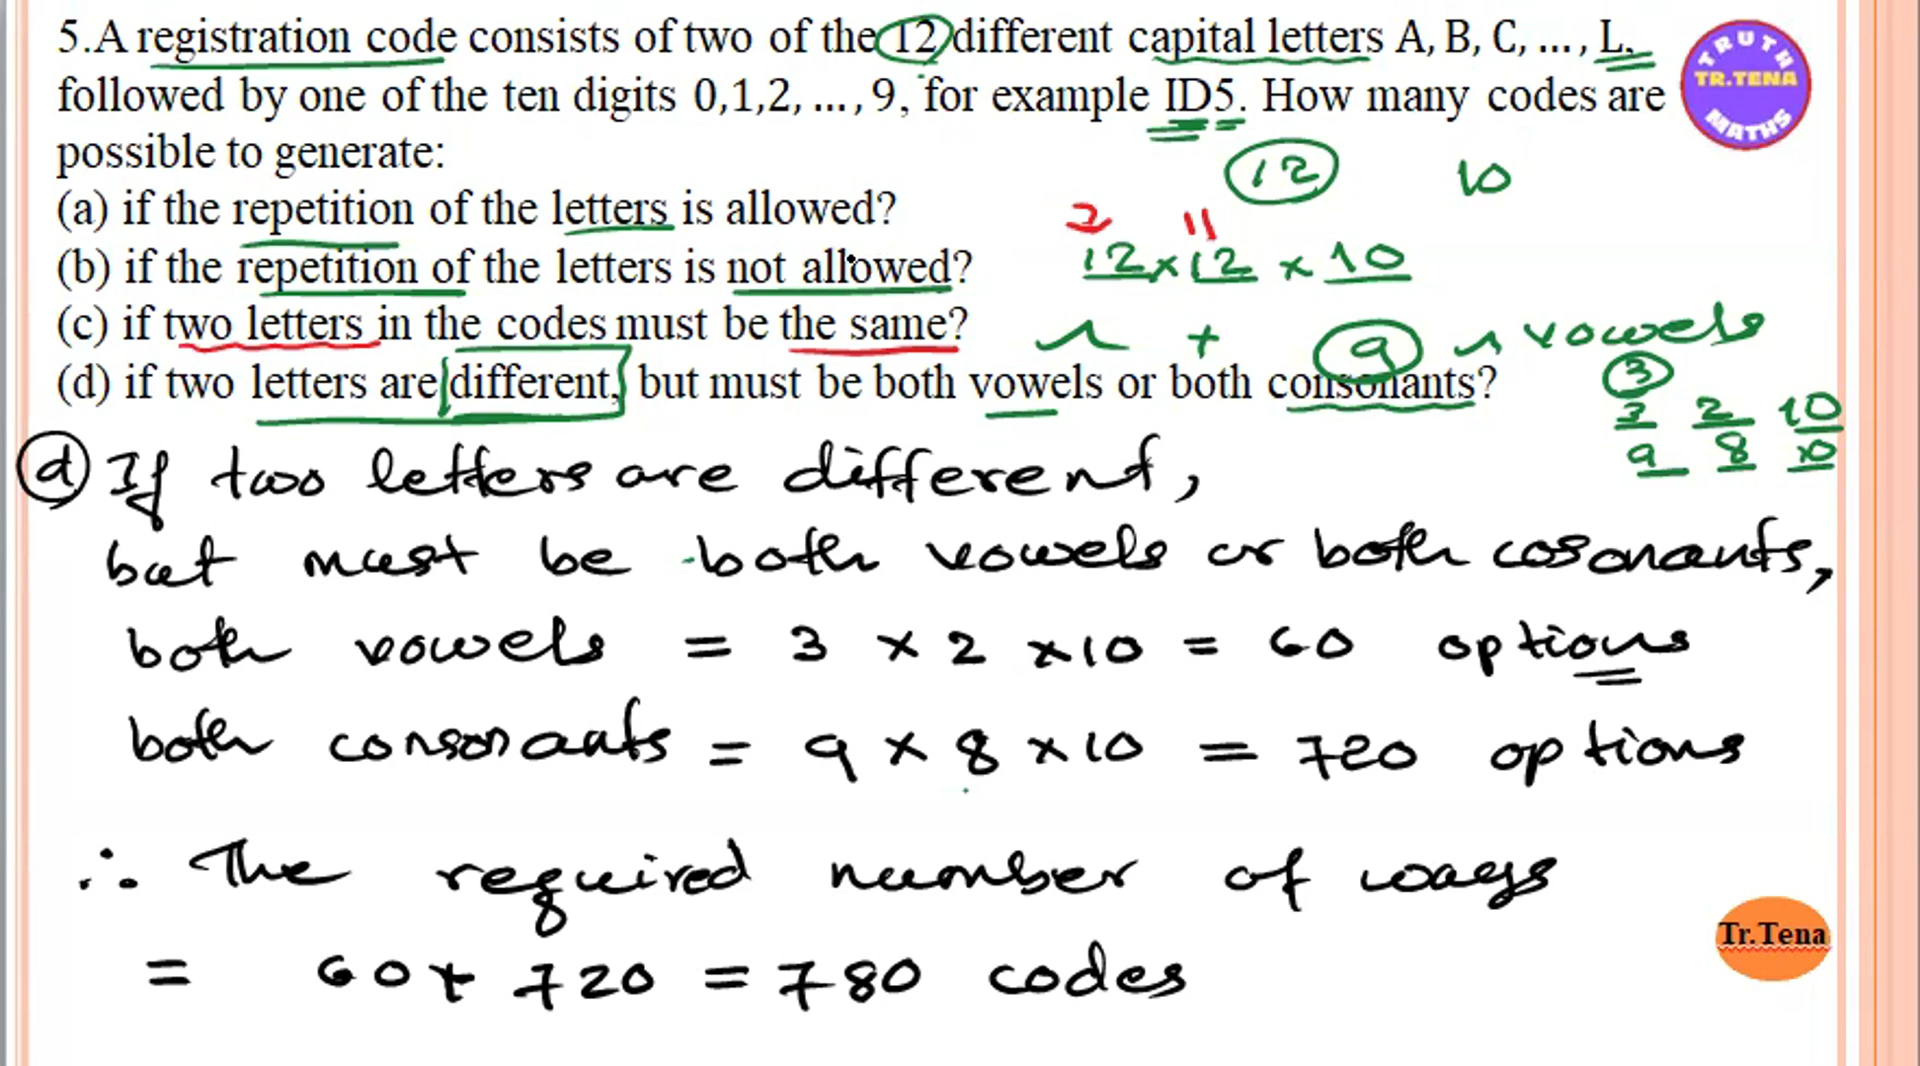 5.A registration code consists of two of the 12 different capital letters A, B, C, ... , L,
followed by one of the ten digits 0,1,2, ... , 9, for example ID5. How many codes are
possible to generate:
(a) if the repetition of the letters is allowed?
(b) if the repetition of the letters is not allowed?
(c) if two letters in the codes must be the same?
(d) if two letters are different, but must be both vowels or both consonants?
TRUTH
TR.TENA
MATHS
12 10
2 11
12 × 12 × 10
+ 9 vowels
3
3 2 10
9 8 10
(d) If two letters are different,
but must be both vowels or both cosonants,
both vowels = 3 × 2 × 10 = 60 options
both consonants = 9 × 8 × 10 = 720 options
∴ The required number of ways
= 60 + 720 = 780 codes
Tr.Tena